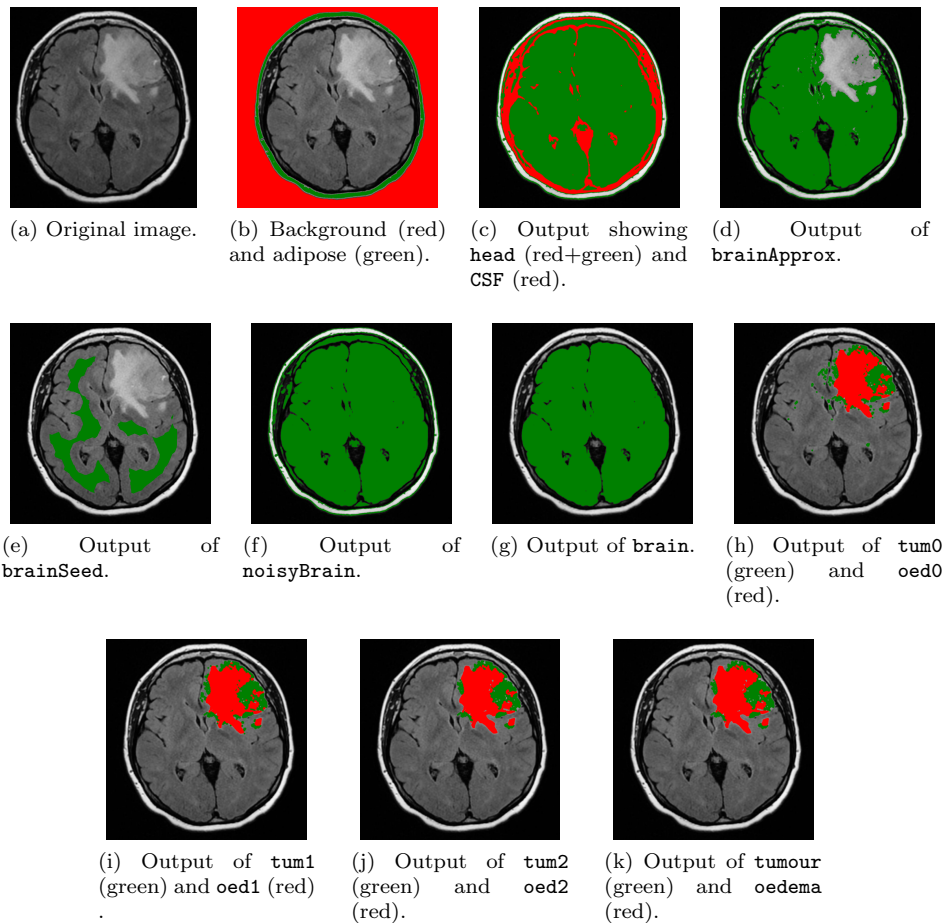 (a) Original image.
(b) Background (red)
and adipose (green).
(c) Output showing
head (red+green) and
CSF (red).
(d) Output of
brainApprox.
(e) Output of
brainSeed.
(f) Output of
noisyBrain.
(g) Output of brain.
(h) Output of tum0
(green) and oed0
(red).
(i) Output of tum1
(green) and oed1 (red)
.
(j) Output of tum2
(green) and oed2
(red).
(k) Output of tumour
(green) and oedema
(red).